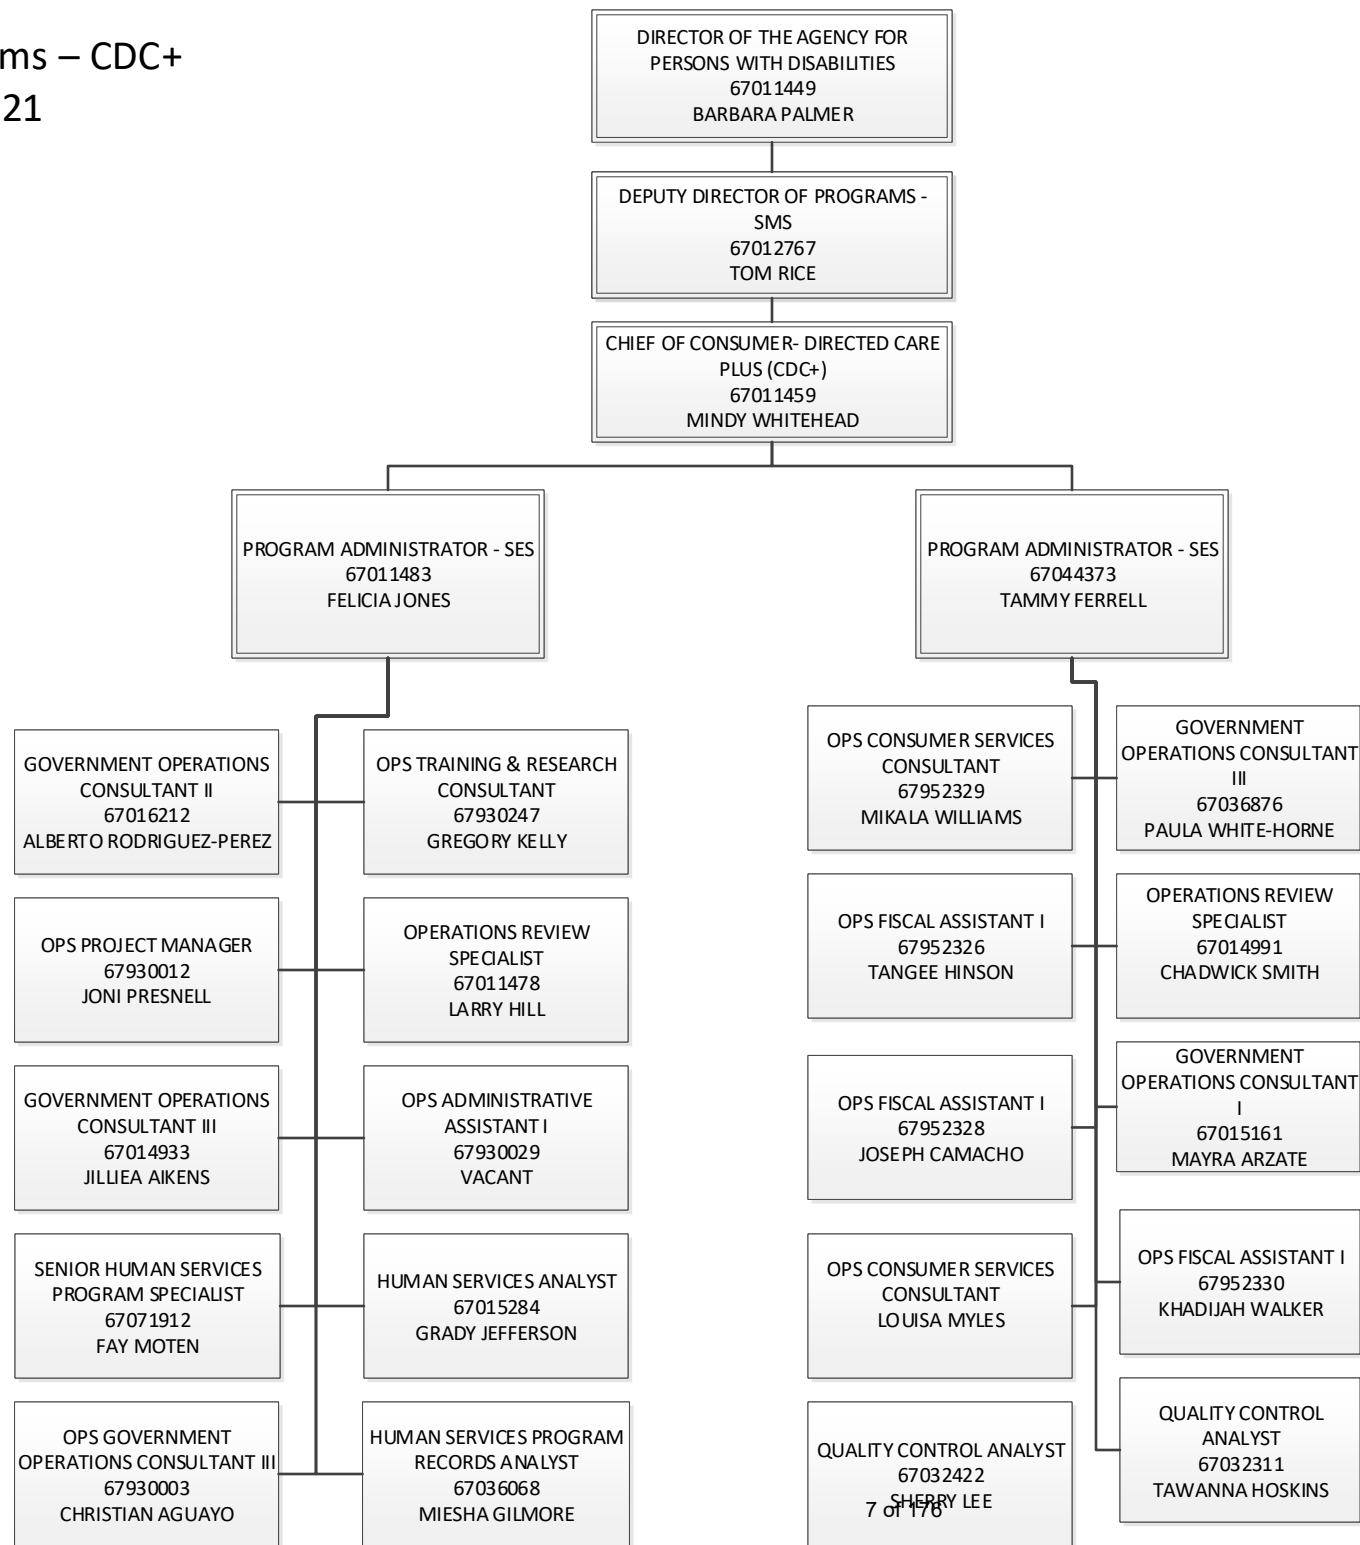 ms – CDC+
21
DIRECTOR OF THE AGENCY FOR
PERSONS WITH DISABILITIES
67011449
BARBARA PALMER
DEPUTY DIRECTOR OF PROGRAMS -
SMS
67012767
TOM RICE
CHIEF OF CONSUMER- DIRECTED CARE
PLUS (CDC+)
67011459
MINDY WHITEHEAD
PROGRAM ADMINISTRATOR - SES
67011483
FELICIA JONES
PROGRAM ADMINISTRATOR - SES
67044373
TAMMY FERRELL
GOVERNMENT OPERATIONS
CONSULTANT II
67016212
ALBERTO RODRIGUEZ-PEREZ
OPS TRAINING & RESEARCH
CONSULTANT
67930247
GREGORY KELLY
OPS CONSUMER SERVICES
CONSULTANT
67952329
MIKALA WILLIAMS
GOVERNMENT
OPERATIONS CONSULTANT
III
67036876
PAULA WHITE-HORNE
OPS PROJECT MANAGER
67930012
JONI PRESNELL
OPERATIONS REVIEW
SPECIALIST
67011478
LARRY HILL
OPS FISCAL ASSISTANT I
67952326
TANGEE HINSON
OPERATIONS REVIEW
SPECIALIST
67014991
CHADWICK SMITH
GOVERNMENT OPERATIONS
CONSULTANT III
67014933
JILLIEA AIKENS
OPS ADMINISTRATIVE
ASSISTANT I
67930029
VACANT
OPS FISCAL ASSISTANT I
67952328
JOSEPH CAMACHO
GOVERNMENT
OPERATIONS CONSULTANT
I
67015161
MAYRA ARZATE
SENIOR HUMAN SERVICES
PROGRAM SPECIALIST
67071912
FAY MOTEN
HUMAN SERVICES ANALYST
67015284
GRADY JEFFERSON
OPS CONSUMER SERVICES
CONSULTANT
LOUISA MYLES
OPS FISCAL ASSISTANT I
67952330
KHADIJAH WALKER
OPS GOVERNMENT
OPERATIONS CONSULTANT III
67930003
CHRISTIAN AGUAYO
HUMAN SERVICES PROGRAM
RECORDS ANALYST
67036068
MIESHA GILMORE
QUALITY CONTROL ANALYST
67032422
SHERRY LEE
QUALITY CONTROL
ANALYST
67032311
TAWANNA HOSKINS
7 of 176